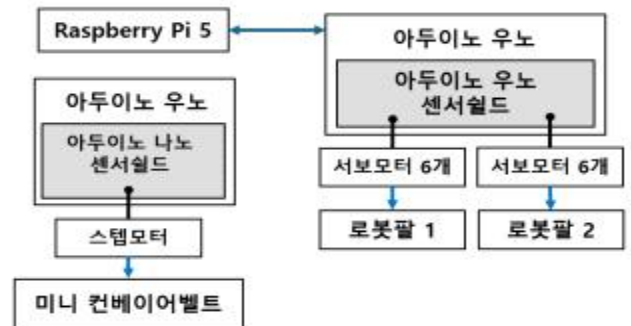 Raspberry Pi 5
아두이노 우노
아두이노 우노
센서쉴드
서보모터 6개
서보모터 6개
로봇팔 1
로봇팔 2
아두이노 우노
아두이노 나노
센서쉴드
스텝모터
미니 컨베이어벨트